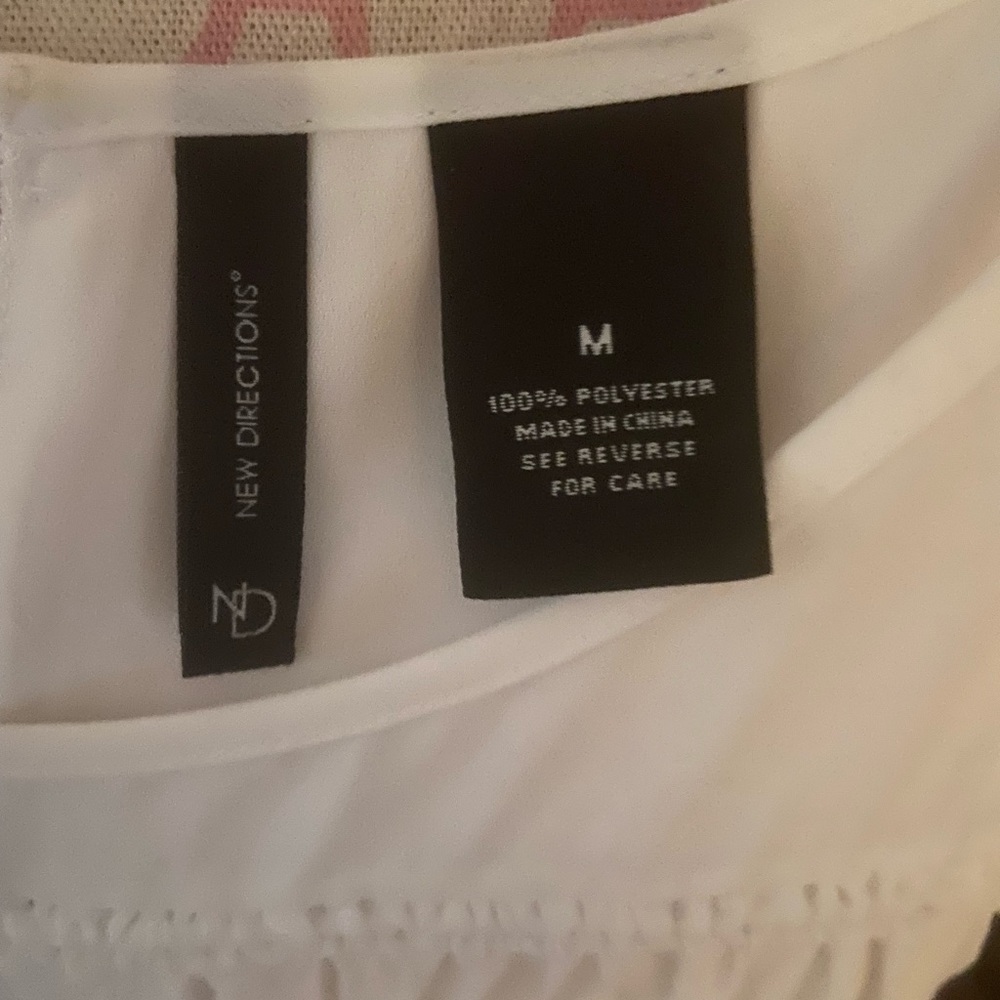 NEW DIRECTIONS®
ND
M
100% POLYESTER
MADE IN CHINA
SEE REVERSE
FOR CARE